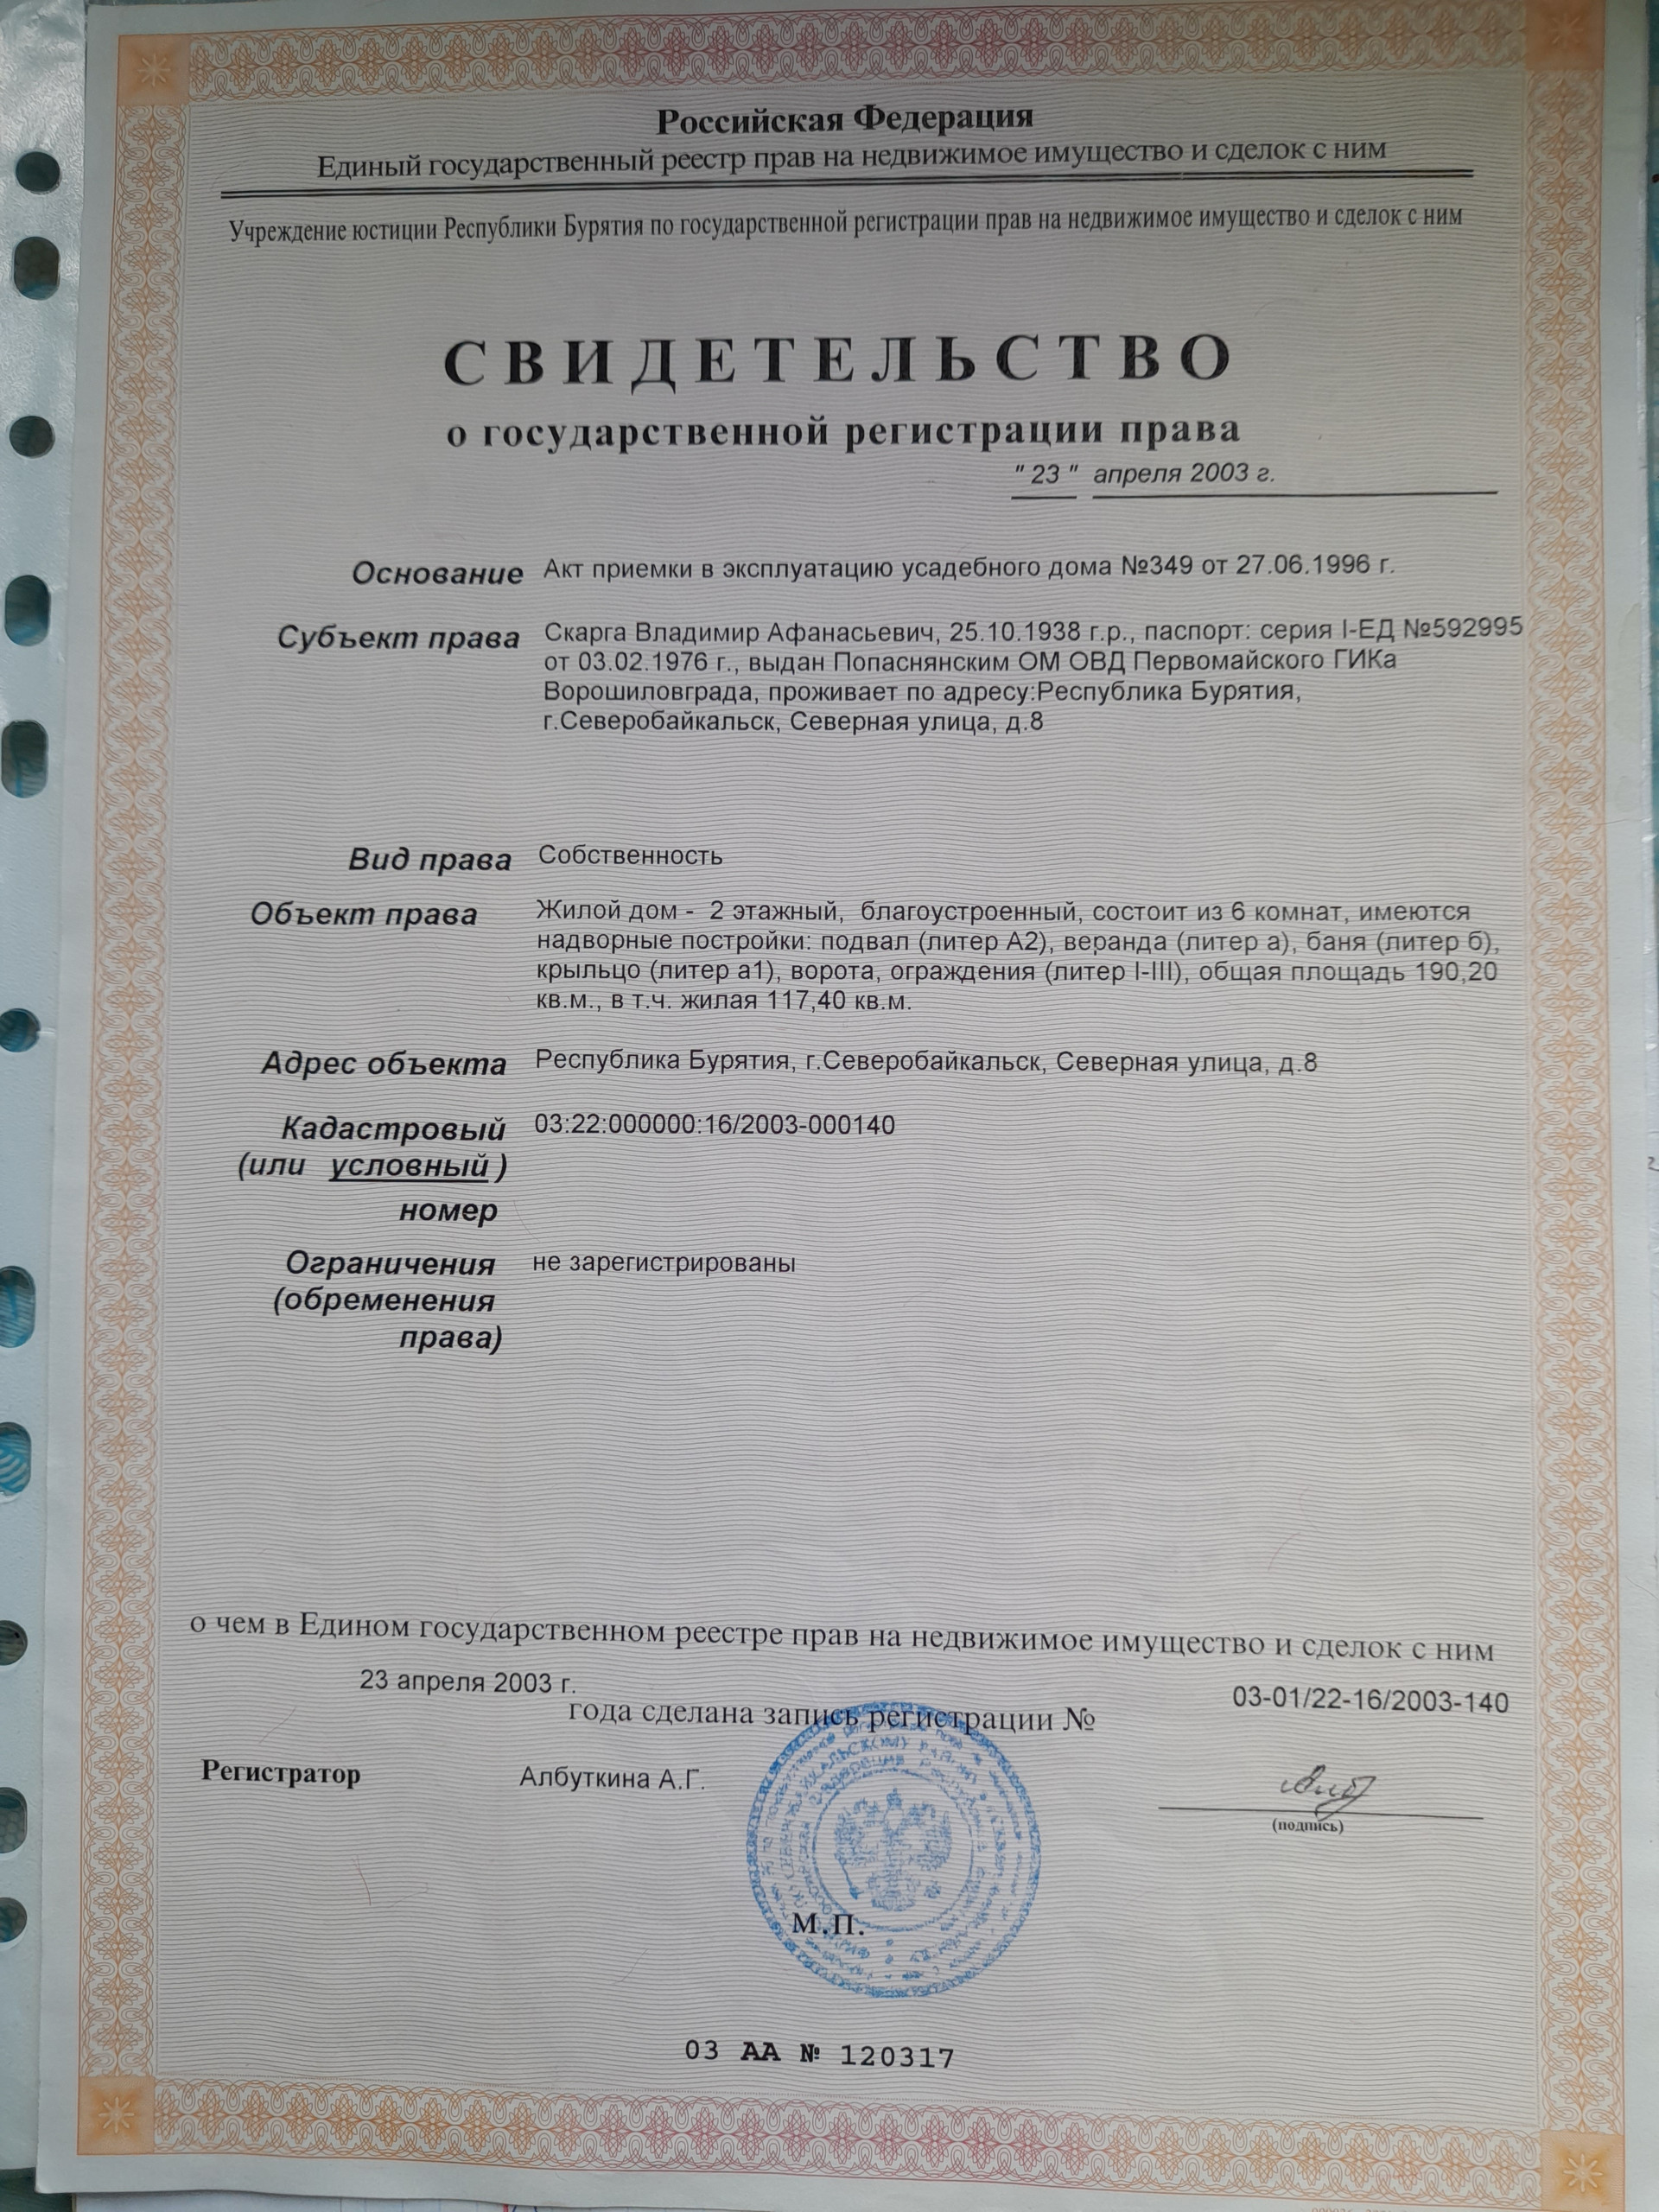 Российская Федерация
Единый государственный реестр прав на недвижимое имущество и сделок с ним
Учреждение юстиции Республики Бурятия по государственной регистрации прав на недвижимое имущество и сделок с ним
СВИДЕТЕЛЬСТВО
о государственной регистрации права
" 23 " апреля 2003 г.
Основание Акт приемки в эксплуатацию усадебного дома №349 от 27.06.1996 г.
Субъект права Скарга Владимир Афанасьевич, 25.10.1938 г.р., паспорт: серия I-ЕД №592995
от 03.02.1976 г., выдан Попаснянским ОМ ОВД Первомайского ГИКа
Ворошиловграда, проживает по адресу:Республика Бурятия,
г.Северобайкальск, Северная улица, д.8
Вид права Собственность
Объект права Жилой дом - 2 этажный, благоустроенный, состоит из 6 комнат, имеются
надворные постройки: подвал (литер А2), веранда (литер а), баня (литер б),
крыльцо (литер а1), ворота, ограждения (литер I-III), общая площадь 190,20
кв.м., в т.ч. жилая 117,40 кв.м.
Адрес объекта Республика Бурятия, г.Северобайкальск, Северная улица, д.8
Кадастровый 03:22:000000:16/2003-000140
(или условный )
номер
Ограничения не зарегистрированы
(обременения
права)
о чем в Едином государственном реестре прав на недвижимое имущество и сделок с ним
23 апреля 2003 г.
года сделана запись регистрации № 03-01/22-16/2003-140
Регистратор Албуткина А.Г.
(подпись)
М.П.
03 АА № 120317